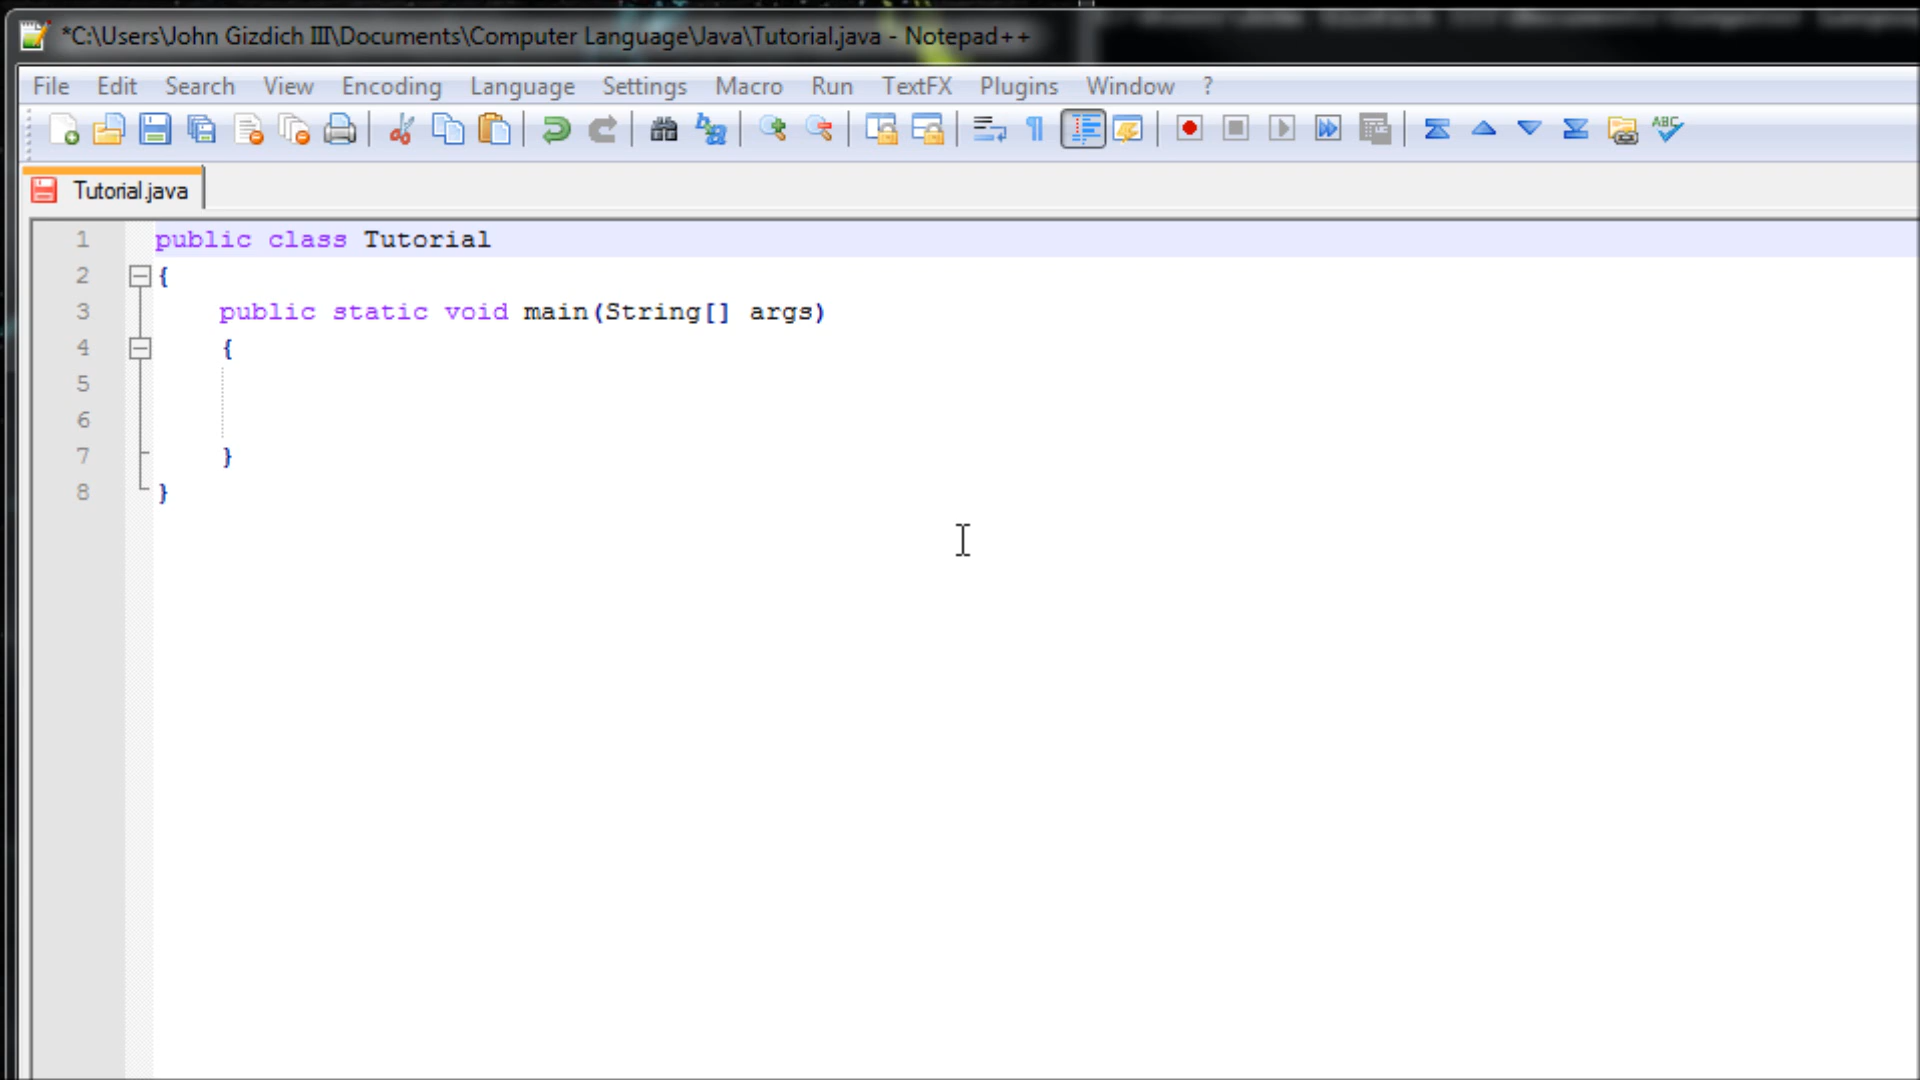 *C:\Users\John Gizdich III\Documents\Computer Language\Java\Tutorial.java - Notepad++
File Edit Search View Encoding Language Settings Macro Run TextFX Plugins Window ?
ABC
Tutorial.java
1 public class Tutorial
2 {
3 public static void main(String[] args)
4 {
5
6
7 }
8 }